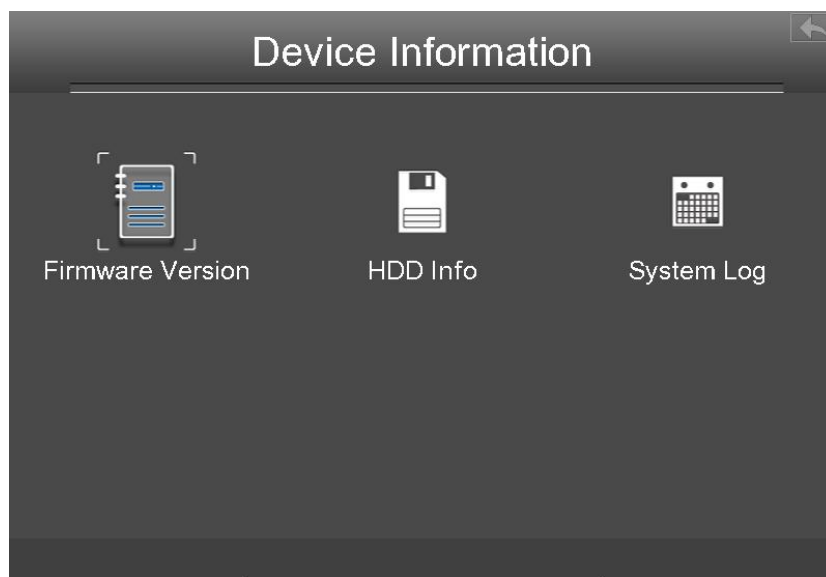 Device Information
Firmware Version
HDD Info
System Log